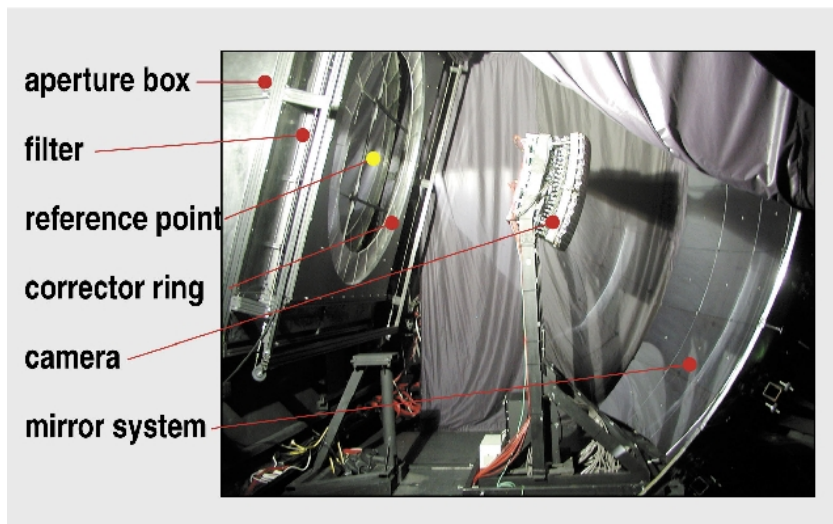 aperture box
filter
reference point
corrector ring
camera
mirror system